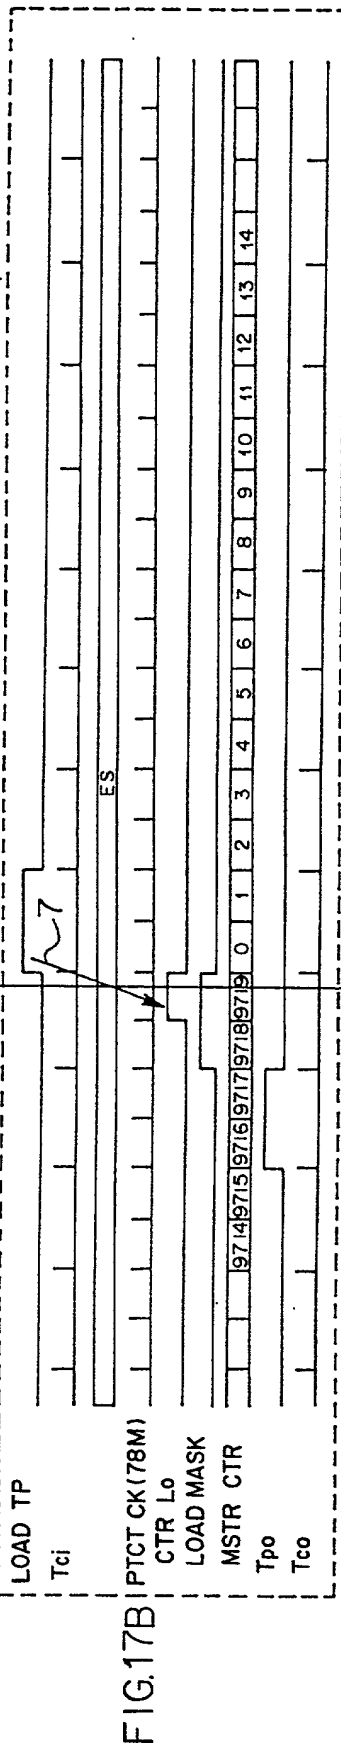 LOAD TP
Tci
ES
PTCT CK(78M)
CTR Lo
LOAD MASK
MSTR CTR
9714 9715 9716 9717 9718 9719 0 1 2 3 4 5 6 7 8 9 10 11 12 13 14
Tpo
Tco
7
FIG.17B